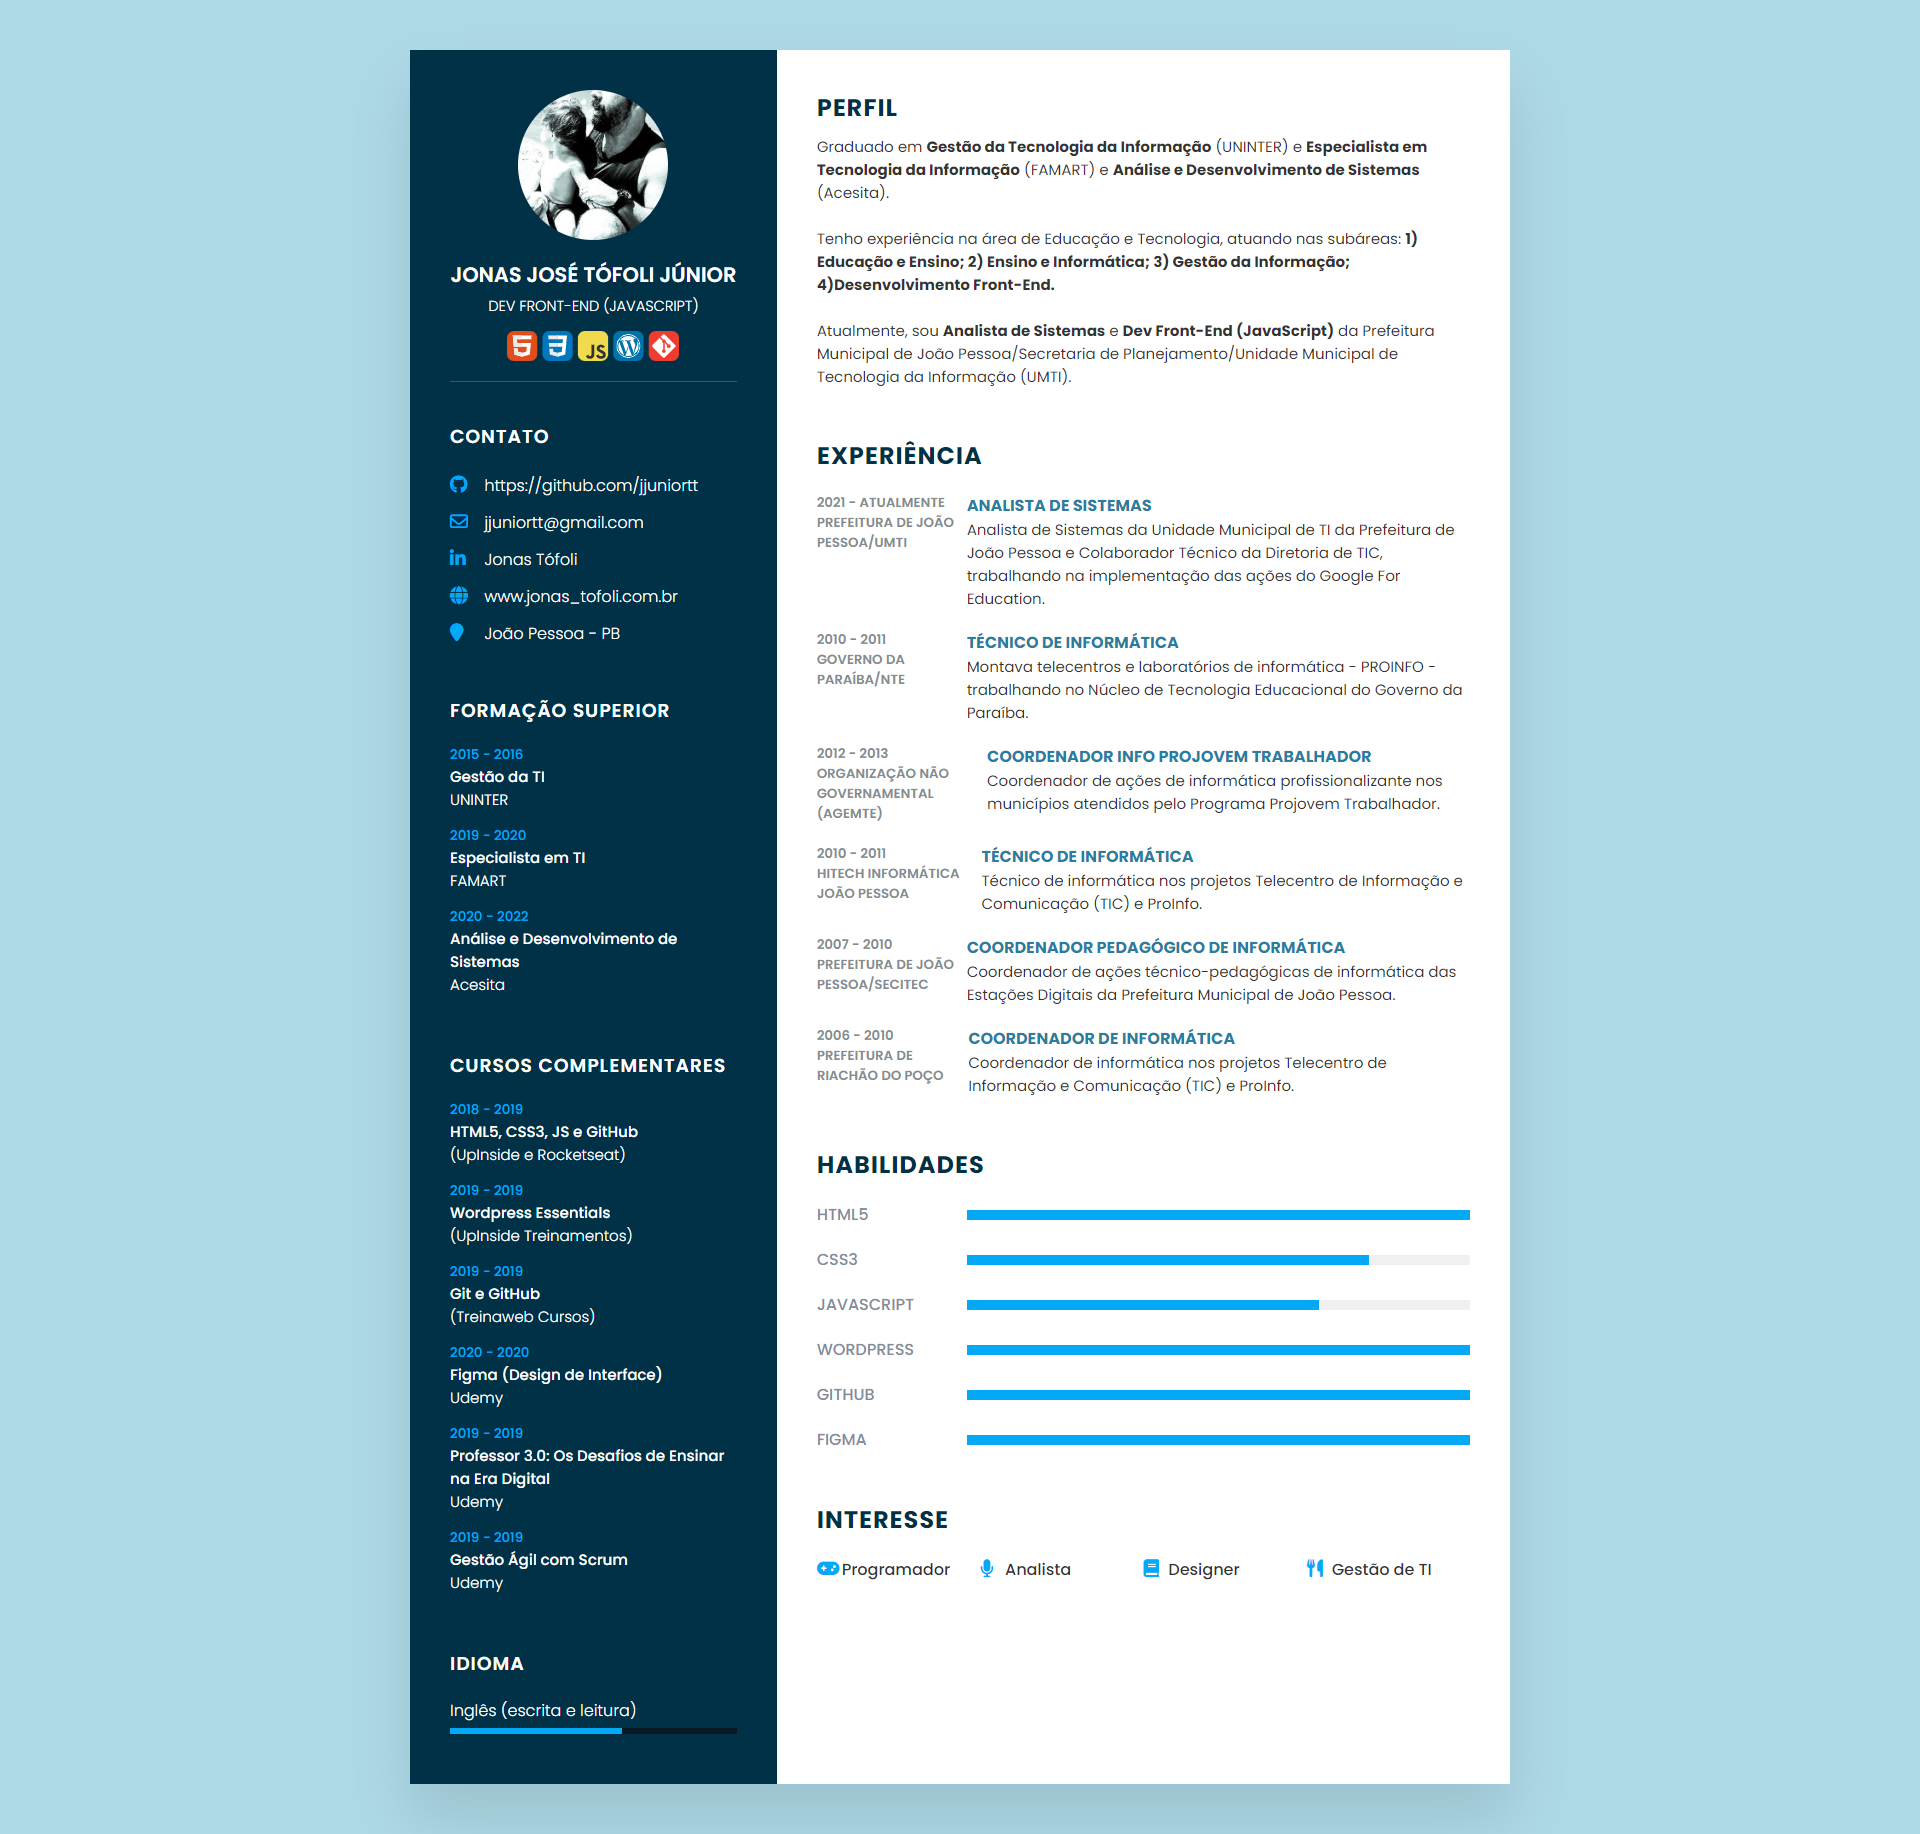 JONAS JOSÉ TÓFOLI JÚNIOR
DEV FRONT-END (JAVASCRIPT)
JS
CONTATO
https://github.com/jjuniortt
jjuniortt@gmail.com
Jonas Tófoli
www.jonas_tofoli.com.br
João Pessoa - PB
FORMAÇÃO SUPERIOR
2015 - 2016
Gestão da TI
UNINTER
2019 - 2020
Especialista em TI
FAMART
2020 - 2022
Análise e Desenvolvimento de
Sistemas
Acesita
CURSOS COMPLEMENTARES
2018 - 2019
HTML5, CSS3, JS e GitHub
(UpInside e Rocketseat)
2019 - 2019
Wordpress Essentials
(UpInside Treinamentos)
2019 - 2019
Git e GitHub
(Treinaweb Cursos)
2020 - 2020
Figma (Design de Interface)
Udemy
2019 - 2019
Professor 3.0: Os Desafios de Ensinar
na Era Digital
Udemy
2019 - 2019
Gestão Ágil com Scrum
Udemy
IDIOMA
Inglês (escrita e leitura)
PERFIL
Graduado em Gestão da Tecnologia da Informação (UNINTER) e Especialista em
Tecnologia da Informação (FAMART) e Análise e Desenvolvimento de Sistemas
(Acesita).
Tenho experiência na área de Educação e Tecnologia, atuando nas subáreas: 1)
Educação e Ensino; 2) Ensino e Informática; 3) Gestão da Informação;
4)Desenvolvimento Front-End.
Atualmente, sou Analista de Sistemas e Dev Front-End (JavaScript) da Prefeitura
Municipal de João Pessoa/Secretaria de Planejamento/Unidade Municipal de
Tecnologia da Informação (UMTI).
EXPERIÊNCIA
2021 - ATUALMENTE
PREFEITURA DE JOÃO
PESSOA/UMTI
ANALISTA DE SISTEMAS
Analista de Sistemas da Unidade Municipal de TI da Prefeitura de
João Pessoa e Colaborador Técnico da Diretoria de TIC,
trabalhando na implementação das ações do Google For
Education.
2010 - 2011
GOVERNO DA
PARAÍBA/NTE
TÉCNICO DE INFORMÁTICA
Montava telecentros e laboratórios de informática - PROINFO -
trabalhando no Núcleo de Tecnologia Educacional do Governo da
Paraíba.
2012 - 2013
ORGANIZAÇÃO NÃO
GOVERNAMENTAL
(AGEMTE)
COORDENADOR INFO PROJOVEM TRABALHADOR
Coordenador de ações de informática profissionalizante nos
municípios atendidos pelo Programa Projovem Trabalhador.
2010 - 2011
HITECH INFORMÁTICA
JOÃO PESSOA
TÉCNICO DE INFORMÁTICA
Técnico de informática nos projetos Telecentro de Informação e
Comunicação (TIC) e ProInfo.
2007 - 2010
PREFEITURA DE JOÃO
PESSOA/SECITEC
COORDENADOR PEDAGÓGICO DE INFORMÁTICA
Coordenador de ações técnico-pedagógicas de informática das
Estações Digitais da Prefeitura Municipal de João Pessoa.
2006 - 2010
PREFEITURA DE
RIACHÃO DO POÇO
COORDENADOR DE INFORMÁTICA
Coordenador de informática nos projetos Telecentro de
Informação e Comunicação (TIC) e ProInfo.
HABILIDADES
HTML5
CSS3
JAVASCRIPT
WORDPRESS
GITHUB
FIGMA
INTERESSE
Programador
Analista
Designer
Gestão de TI